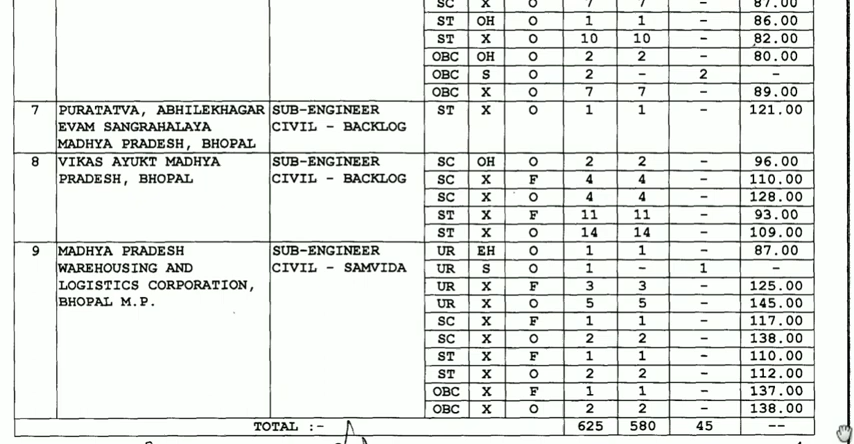 SC X O 7 7 - 87.00
ST OH O 1 1 - 86.00
ST X O 10 10 - 82.00
OBC OH O 2 2 - 80.00
OBC S O 2 - 2 -
OBC X O 7 7 - 89.00
7 PURATATVA, ABHILEKHAGAR SUB-ENGINEER ST X O 1 1 - 121.00
EVAM SANGRAHALAYA CIVIL - BACKLOG
MADHYA PRADESH, BHOPAL
8 VIKAS AYUKT MADHYA SUB-ENGINEER SC OH O 2 2 - 96.00
PRADESH, BHOPAL CIVIL - BACKLOG SC X F 4 4 - 110.00
SC X O 4 4 - 128.00
ST X F 11 11 - 93.00
ST X O 14 14 - 109.00
9 MADHYA PRADESH SUB-ENGINEER UR EH O 1 1 - 87.00
WAREHOUSING AND CIVIL - SAMVIDA UR S O 1 - 1 -
LOGISTICS CORPORATION, UR X F 3 3 - 125.00
BHOPAL M.P. UR X O 5 5 - 145.00
SC X F 1 1 - 117.00
SC X O 2 2 - 138.00
ST X F 1 1 - 110.00
ST X O 2 2 - 112.00
OBC X F 1 1 - 137.00
OBC X O 2 2 - 138.00
TOTAL :- 625 580 45 --